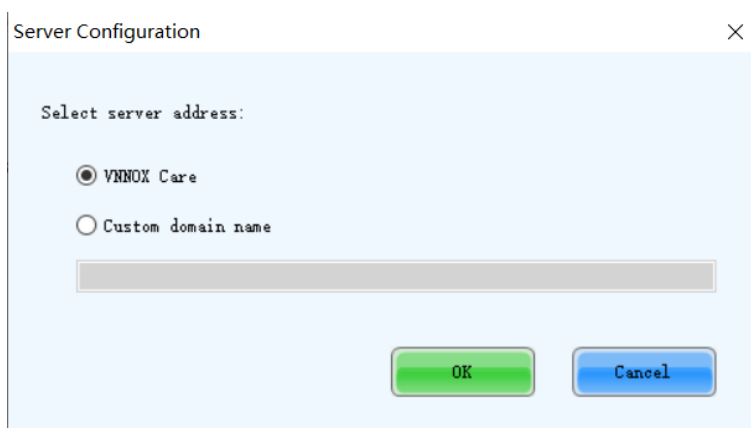 Server Configuration
Select server address:
VNNOX Care
Custom domain name
OK
Cancel